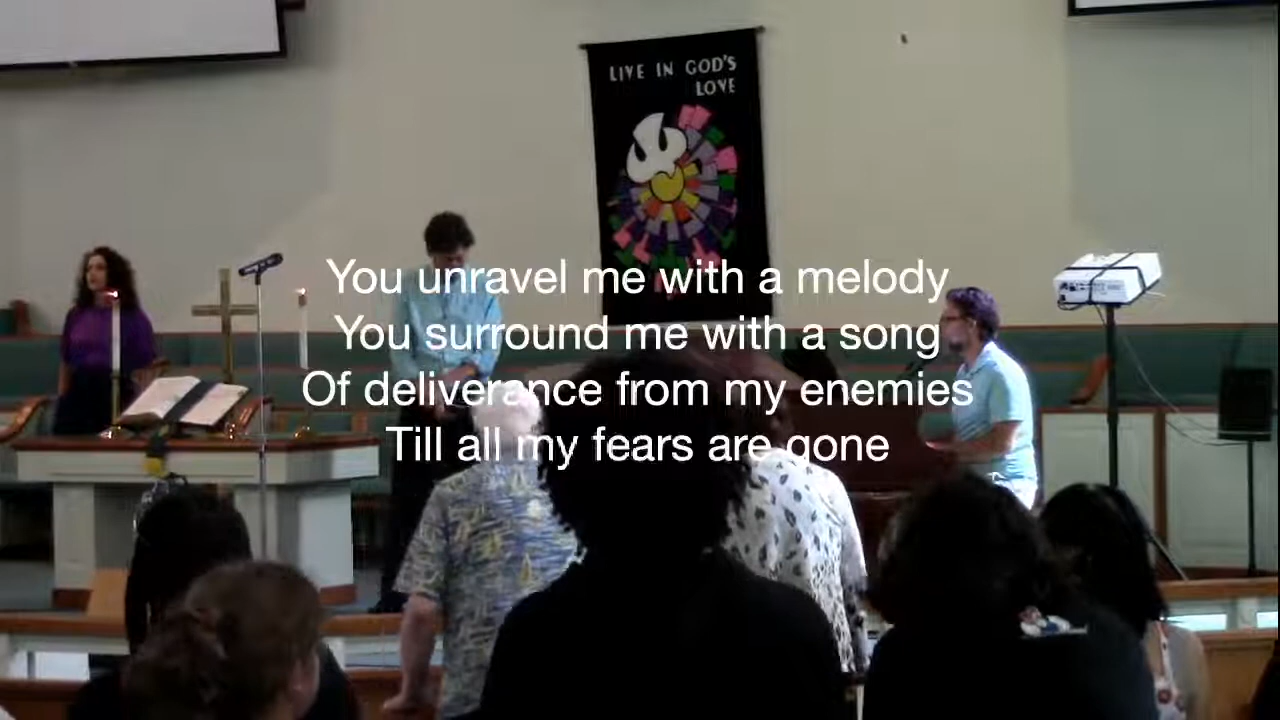 LIVE IN GOD'S
LOVE
You unravel me with a melody
You surround me with a song
Of deliverance from my enemies
Till all my fears are gone